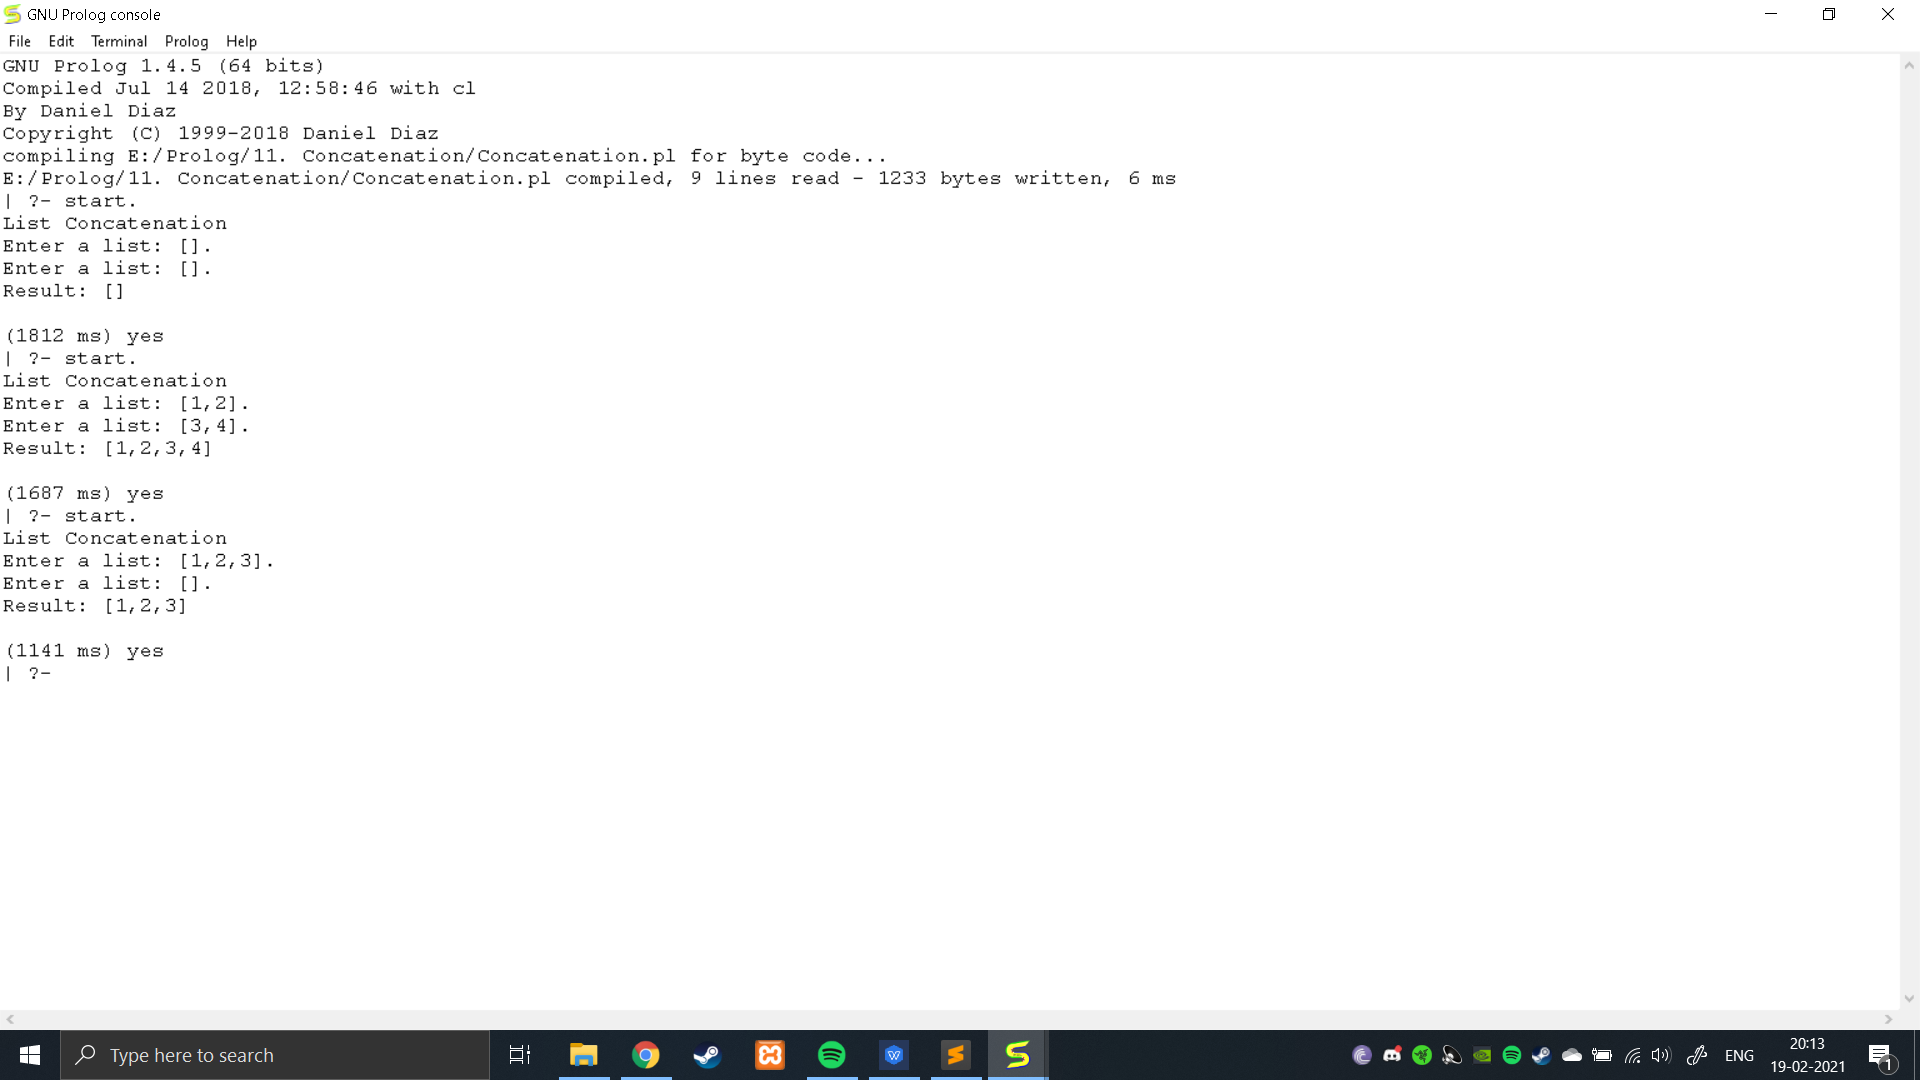 GNU Prolog console
File Edit Terminal Prolog Help
GNU Prolog 1.4.5 (64 bits)
Compiled Jul 14 2018, 12:58:46 with cl
By Daniel Diaz
Copyright (C) 1999-2018 Daniel Diaz
compiling E:/Prolog/11. Concatenation/Concatenation.pl for byte code...
E:/Prolog/11. Concatenation/Concatenation.pl compiled, 9 lines read - 1233 bytes written, 6 ms
| ?- start.
List Concatenation
Enter a list: [].
Enter a list: [].
Result: []
(1812 ms) yes
| ?- start.
List Concatenation
Enter a list: [1,2].
Enter a list: [3,4].
Result: [1,2,3,4]
(1687 ms) yes
| ?- start.
List Concatenation
Enter a list: [1,2,3].
Enter a list: [].
Result: [1,2,3]
(1141 ms) yes
| ?-
Type here to search
ENG
20:13
19-02-2021
1